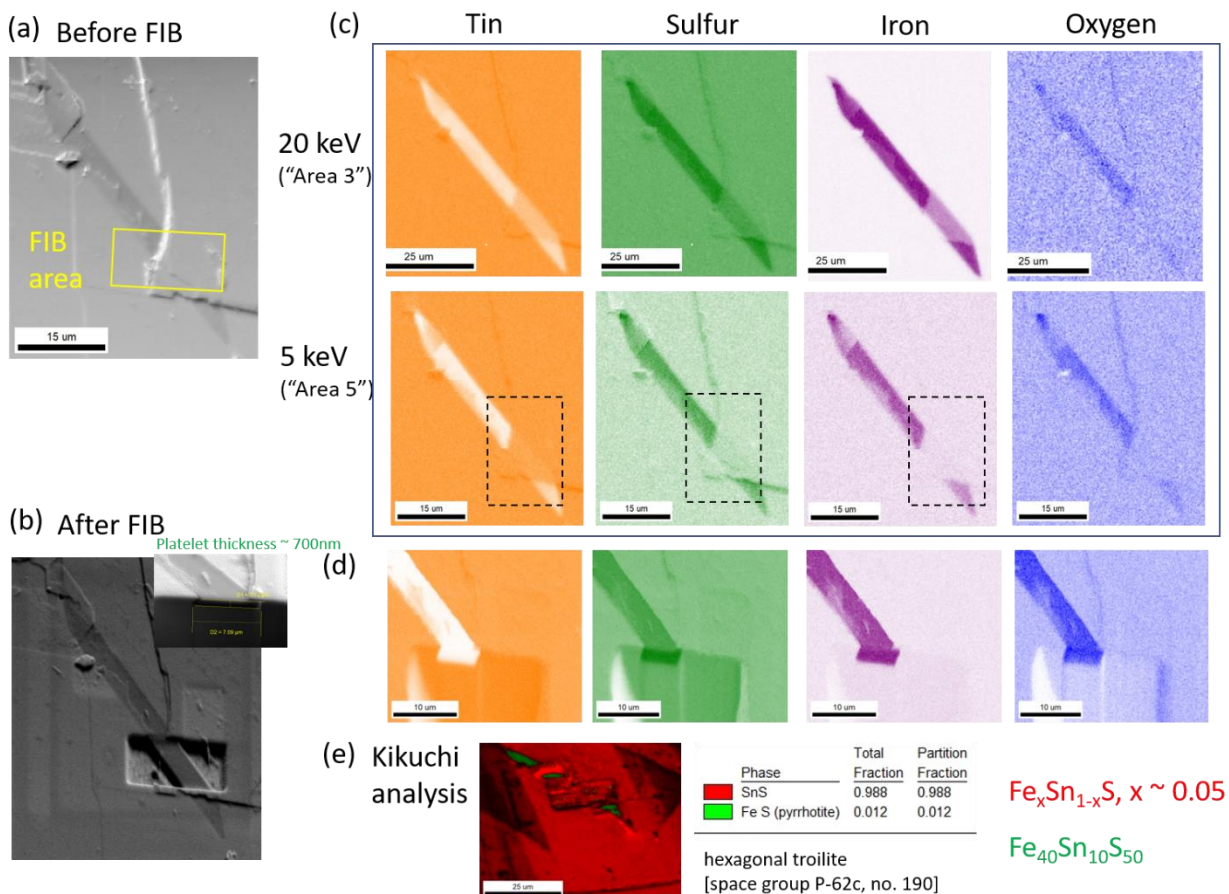 (a) Before FIB
FIB
area
15 um
(b) After FIB
Platelet thickness ~ 700nm
D2 = 7.09 µm
(c)
Tin Sulfur Iron Oxygen
20 keV
("Area 3")
25 um 25 um 25 um 25 um
5 keV
("Area 5")
15 um 15 um 15 um 15 um
(d)
10 um 10 um 10 um 10 um
(e) Kikuchi
analysis
25 um
Total Partition
Phase Fraction Fraction
SnS 0.988 0.988
Fe S (pyrrhotite) 0.012 0.012
hexagonal troilite
[space group P-62c, no. 190]
FeₓSn₁₋ₓS, x ~ 0.05
Fe₄₀Sn₁₀S₅₀